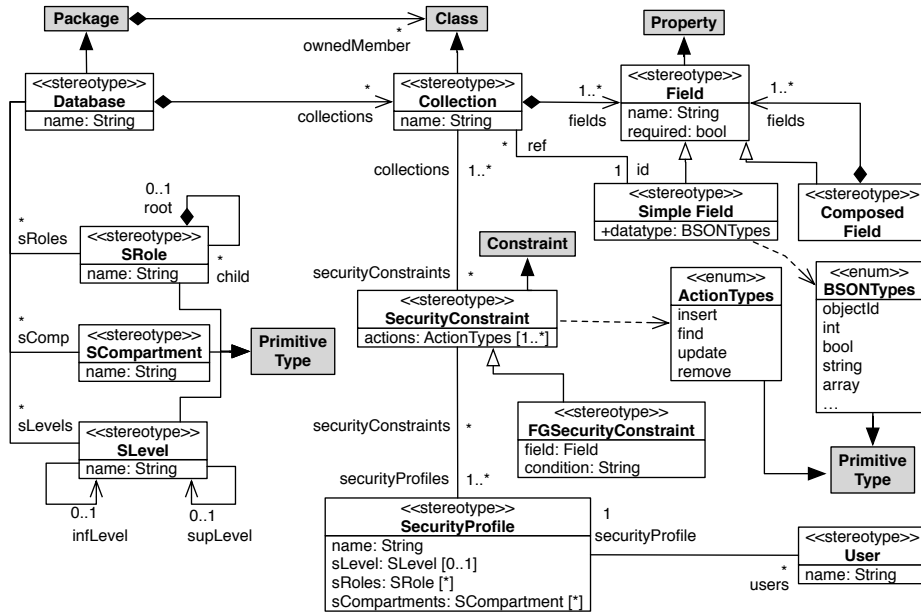 Package
Class
Property
*
ownedMember
<<stereotype>>
Database
name: String
*
collections
<<stereotype>>
Collection
name: String
1..*
fields
<<stereotype>>
Field
name: String
required: bool
1..*
fields
*
ref
1
id
collections
1..*
<<stereotype>>
Simple Field
+datatype: BSONTypes
<<stereotype>>
Composed
Field
0..1
root
*
sRoles
<<stereotype>>
SRole
name: String
*
child
Constraint
securityConstraints
*
<<stereotype>>
SecurityConstraint
actions: ActionTypes [1..*]
<<enum>>
ActionTypes
insert
find
update
remove
<<enum>>
BSONTypes
objectId
int
bool
string
array
...
*
sComp
<<stereotype>>
SCompartment
name: String
Primitive
Type
*
sLevels
<<stereotype>>
SLevel
name: String
0..1
infLevel
0..1
supLevel
securityConstraints
*
<<stereotype>>
FGSecurityConstraint
field: Field
condition: String
Primitive
Type
securityProfiles
1..*
<<stereotype>>
SecurityProfile
name: String
sLevel: SLevel [0..1]
sRoles: SRole [*]
sCompartments: SCompartment [*]
1
securityProfile
*
users
<<stereotype>>
User
name: String